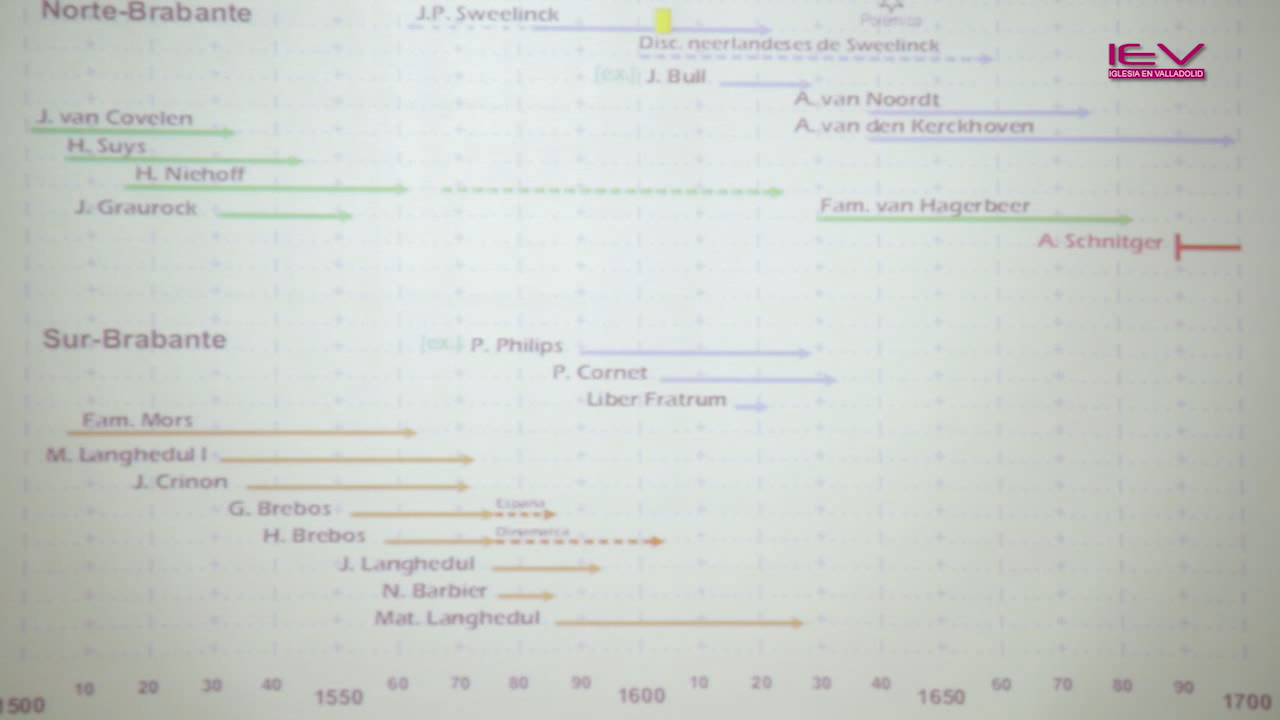 Norte-Brabante
J.P. Sweelinck
Polémica
Disc. neerlandeses de Sweelinck
IEV
IGLESIA EN VALLADOLID
(ex.) J. Bull
A. van Noordt
J. van Covelen
A. van den Kerckhoven
H. Suys
H. Niehoff
J. Graurock
Fam. van Hagerbeer
A. Schnitger
Sur-Brabante
(ex.) P. Philips
P. Cornet
Liber Fratrum
Fam. Mors
M. Langhedul I
J. Crinon
G. Brebos España
H. Brebos Dinamarca
J. Langhedul
N. Barbier
Mat. Langhedul
1500 10 20 30 40 1550 60 70 80 90 1600 10 20 30 40 1650 60 70 80 90 1700